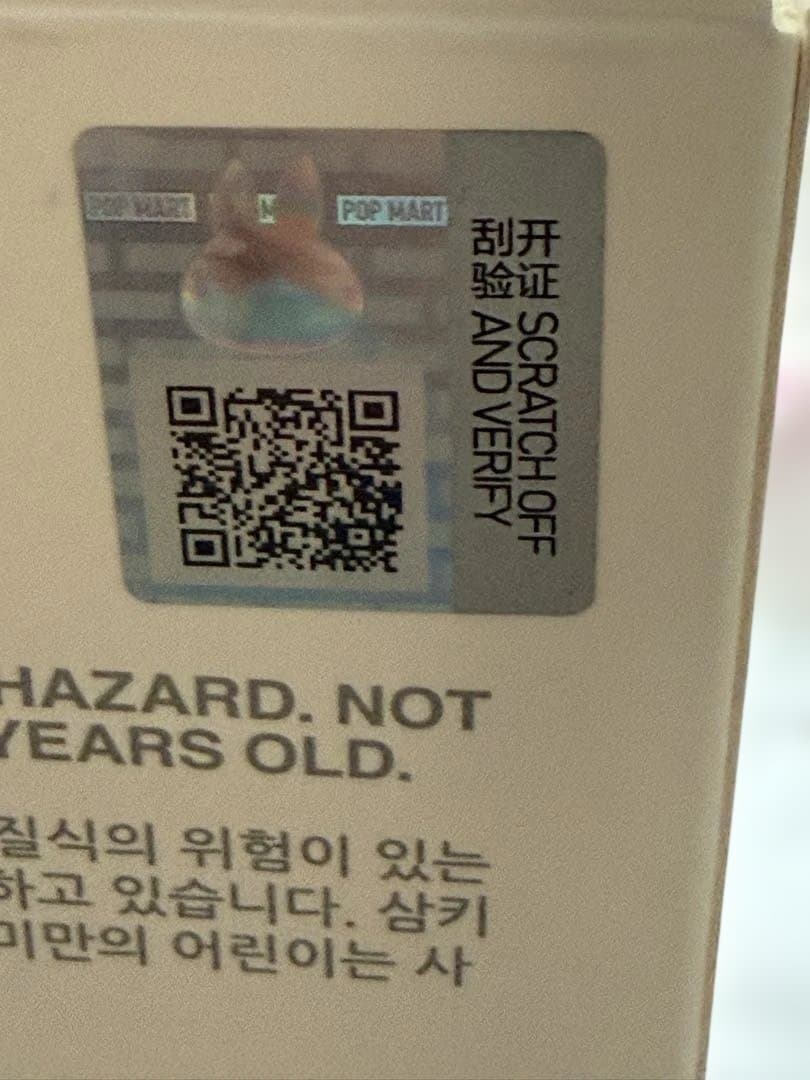 POP MART
M
POP MART
开证 SCRATCH OFF
刮验 AND VERIFY
HAZARD. NOT
YEARS OLD.
질식의 위험이 있는
하고 있습니다. 삼키
미만의 어린이는 사